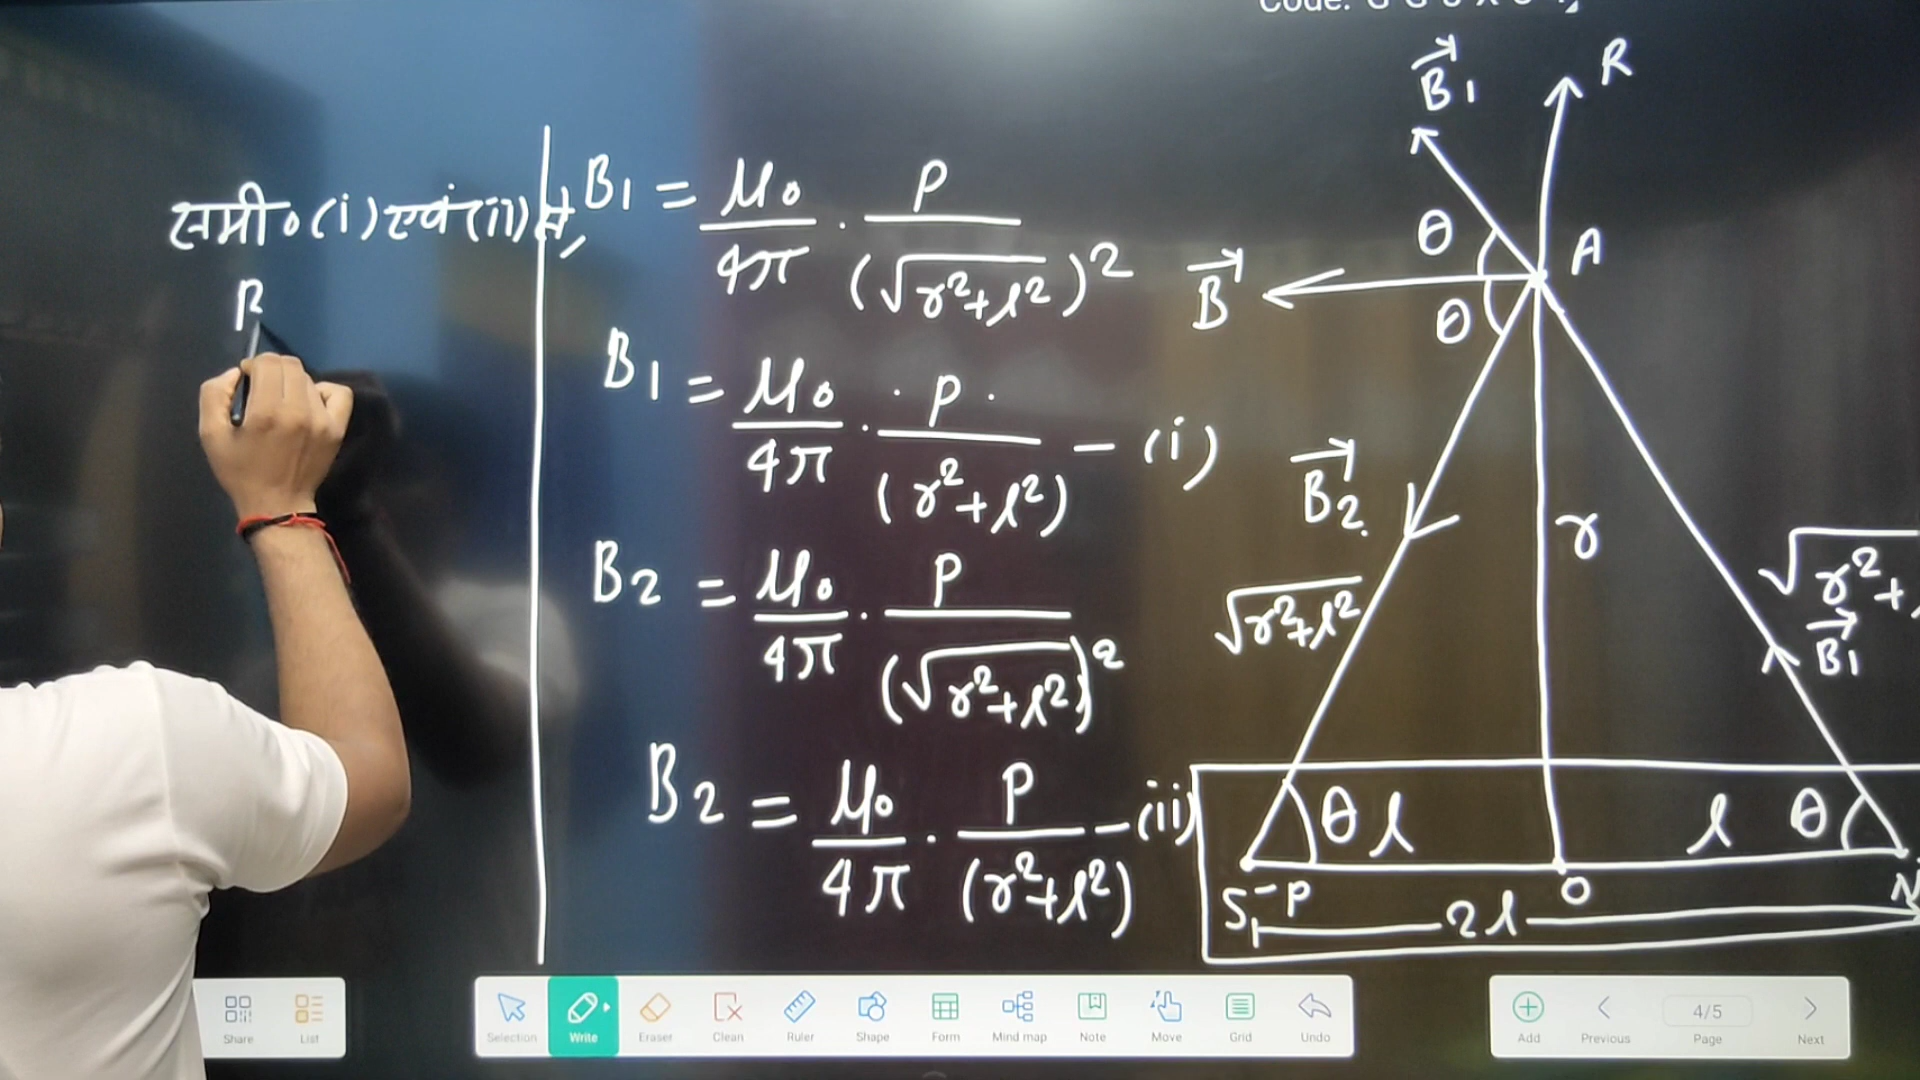 समी० (i) एवं (ii) से,
B
B₁ = μ₀/4π · P/(√r²+l²)²
B₁ = μ₀/4π · P/(r²+l²) – (i)
B₂ = μ₀/4π · P/(√r²+l²)²
B₂ = μ₀/4π · P/(r²+l²) – (ii)
B₁→
R
θ
A
B→
θ
B₂→
r
√r²+l²
√r²+
B₁→
θ l
l θ
S -P
O
N
2l
Share
List
Selection
Write
Eraser
Clean
Ruler
Shape
Form
Mind map
Note
Move
Grid
Undo
Add
Previous
4/5
Page
Next